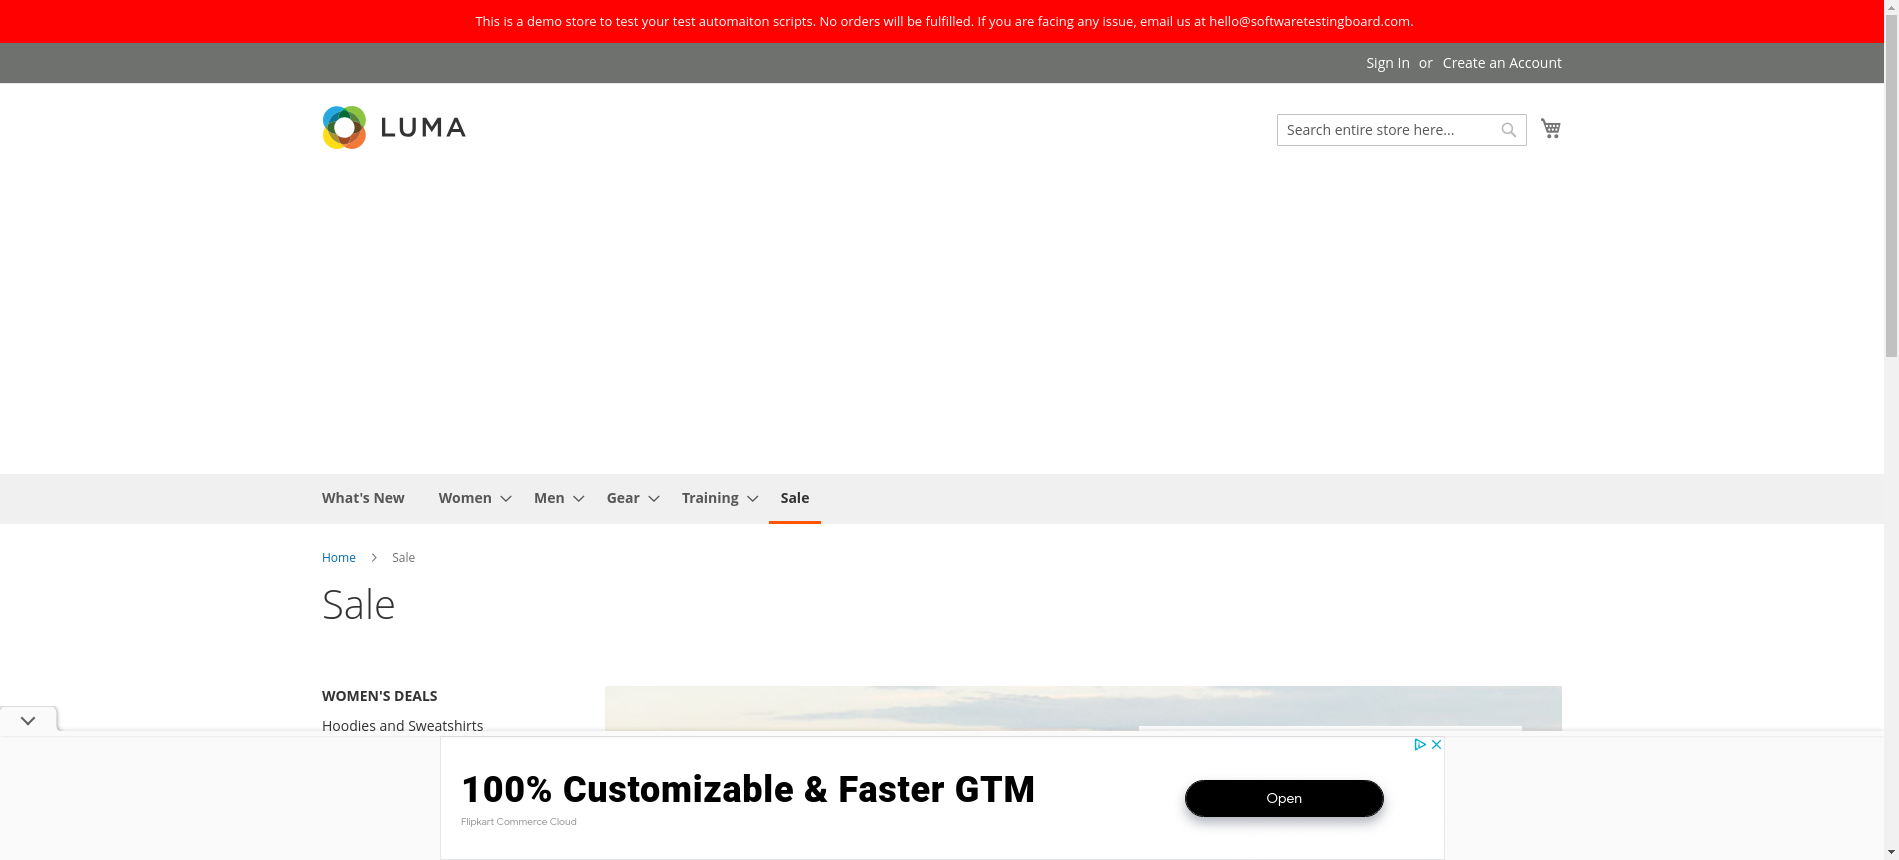 This is a demo store to test your test automaiton scripts. No orders will be fulfilled. If you are facing any issue, email us at hello@softwaretestingboard.com.
Sign In or Create an Account
LUMA
Search entire store here...
What's New Women Men Gear Training Sale
Home Sale
Sale
WOMEN'S DEALS
Hoodies and Sweatshirts
100% Customizable & Faster GTM
Open
Flipkart Commerce Cloud